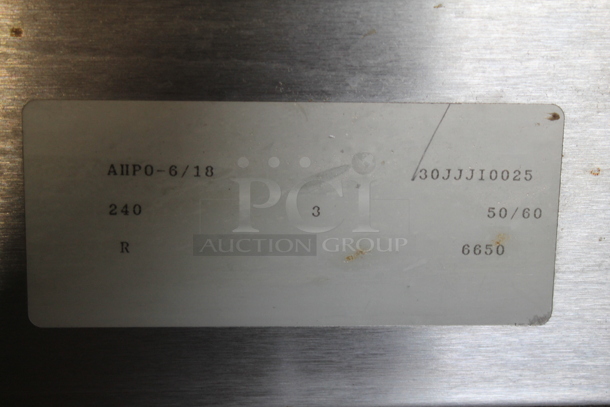 AHPO-6/18 30JJJI0025
240 3 50/60
R 6650
PCI
AUCTION GROUP